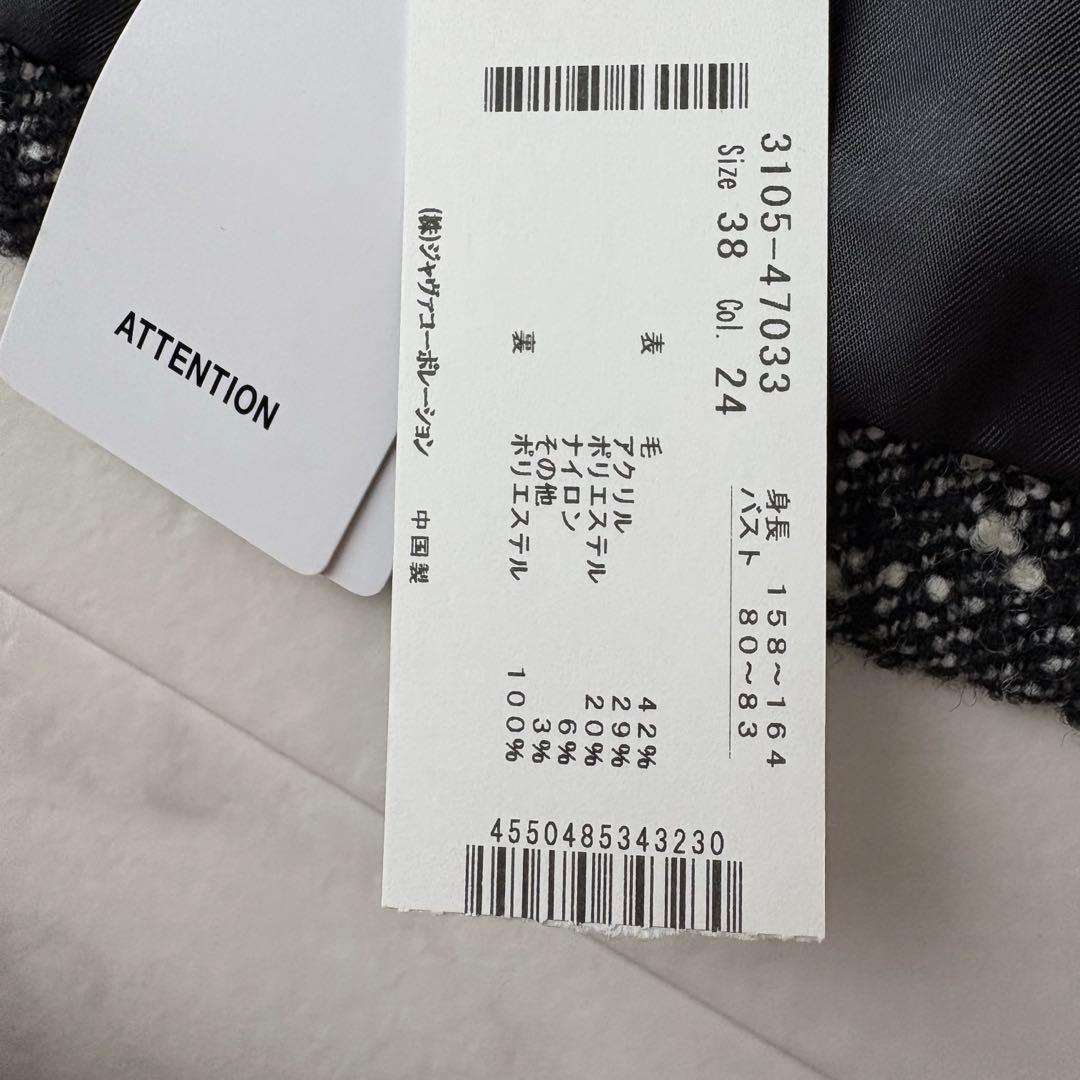 ATTENTION
3105-47033
Size 38 Col. 24
身長 158~164
バスト 80~83
表 毛 42%
アクリル 29%
ポリエステル 20%
ナイロン 6%
その他 3%
裏 ポリエステル 100%
(株)ジャヴァコーポレーション 中国製
4550485343230